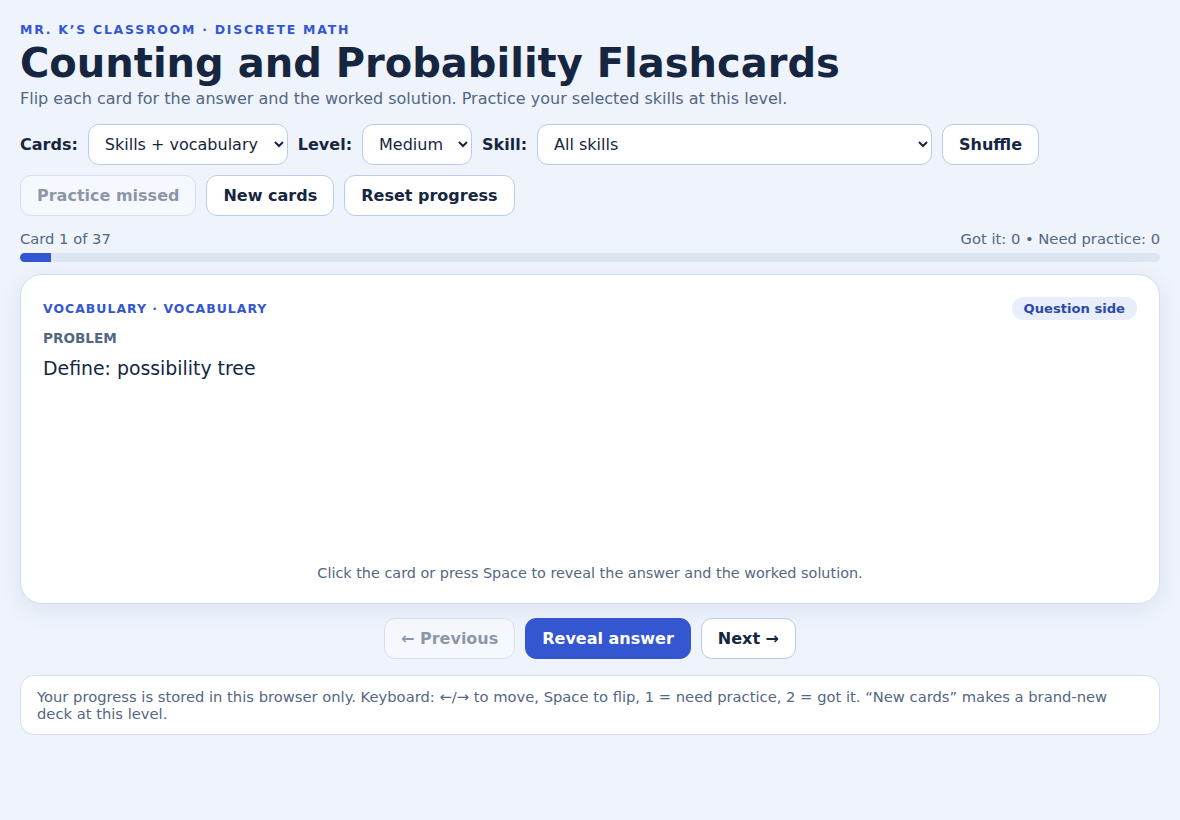 MR. K’S CLASSROOM · DISCRETE MATH
Counting and Probability Flashcards
Flip each card for the answer and the worked solution. Practice your selected skills at this level.
Cards: Skills + vocabulary Level: Medium Skill: All skills Shuffle
Practice missed New cards Reset progress
Card 1 of 37 Got it: 0 • Need practice: 0
VOCABULARY · VOCABULARY Question side
PROBLEM
Define: possibility tree
Click the card or press Space to reveal the answer and the worked solution.
← Previous Reveal answer Next →
Your progress is stored in this browser only. Keyboard: ←/→ to move, Space to flip, 1 = need practice, 2 = got it. “New cards” makes a brand-new
deck at this level.